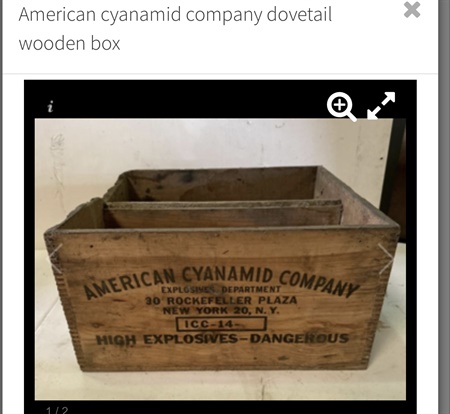 American cyanamid company dovetail
wooden box
i
AMERICAN CYANAMID COMPANY
EXPLOSIVES DEPARTMENT
30 ROCKEFELLER PLAZA
NEW YORK 20, N. Y.
ICC-14-
HIGH EXPLOSIVES-DANGEROUS
1/2